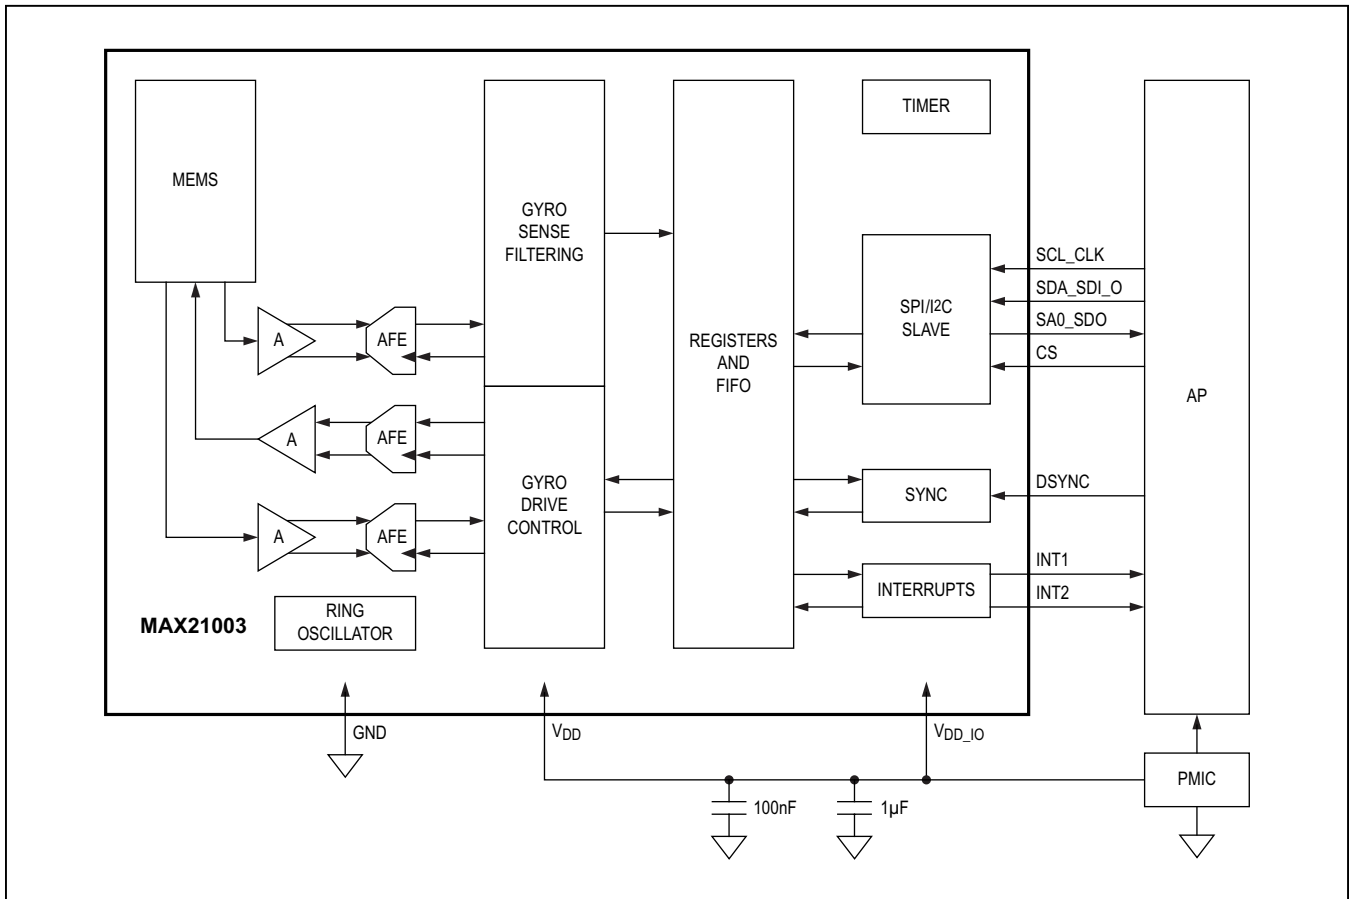 MEMS
A
AFE
A
AFE
A
AFE
RING
OSCILLATOR
MAX21003
GYRO
SENSE
FILTERING
GYRO
DRIVE
CONTROL
REGISTERS
AND
FIFO
TIMER
SPI/I2C
SLAVE
SYNC
INTERRUPTS
SCL_CLK
SDA_SDI_O
SA0_SDO
CS
DSYNC
INT1
INT2
AP
GND
VDD
VDD_IO
PMIC
100nF
1µF